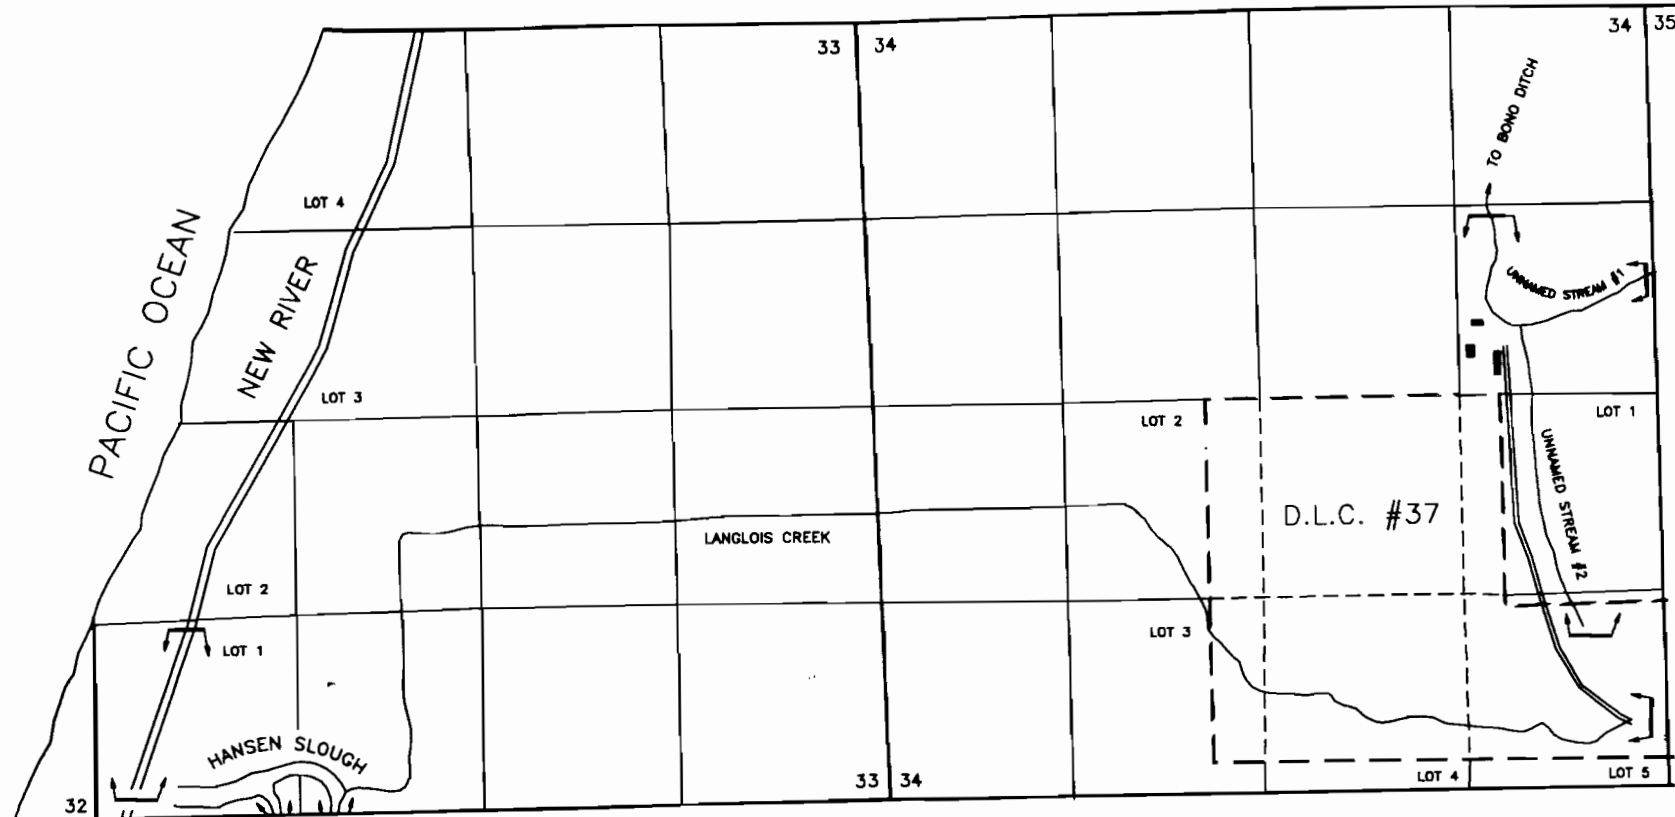 33 34
34 35
TO BONO DITCH
LOT 4
PACIFIC OCEAN
NEW RIVER
UNNAMED STREAM #1
LOT 3
LOT 2
LOT 1
UNNAMED STREAM #2
D.L.C. #37
LANGLOIS CREEK
LOT 2
LOT 3
LOT 1
HANSEN SLOUGH
33 34
LOT 4
LOT 5
32